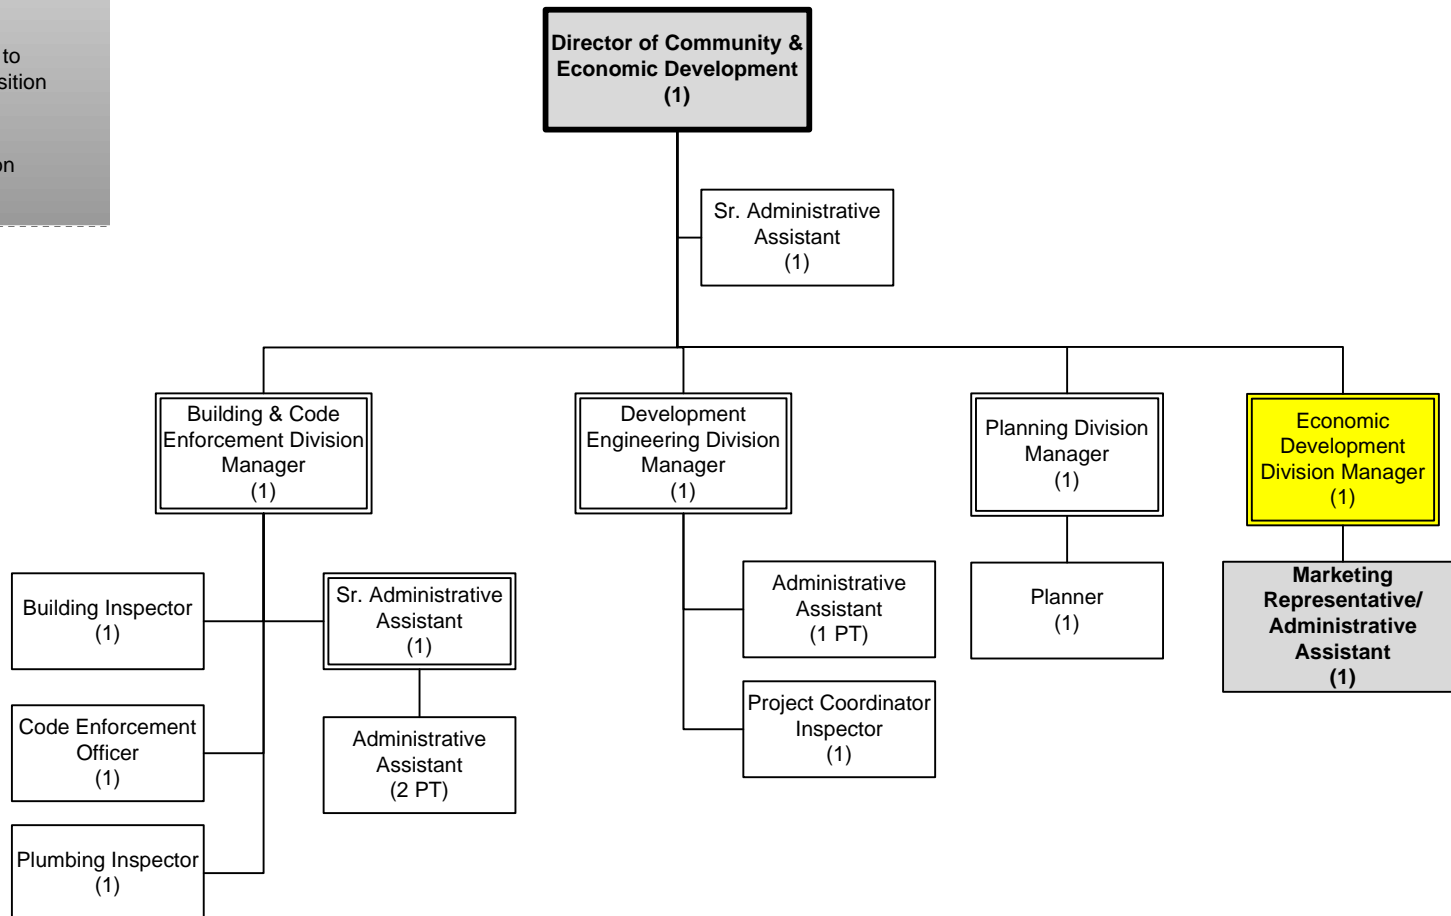 to
sition
on
Director of Community &
Economic Development
(1)
Sr. Administrative
Assistant
(1)
Building & Code
Enforcement Division
Manager
(1)
Development
Engineering Division
Manager
(1)
Planning Division
Manager
(1)
Economic
Development
Division Manager
(1)
Building Inspector
(1)
Sr. Administrative
Assistant
(1)
Administrative
Assistant
(1 PT)
Planner
(1)
Marketing
Representative/
Administrative
Assistant
(1)
Code Enforcement
Officer
(1)
Administrative
Assistant
(2 PT)
Project Coordinator
Inspector
(1)
Plumbing Inspector
(1)